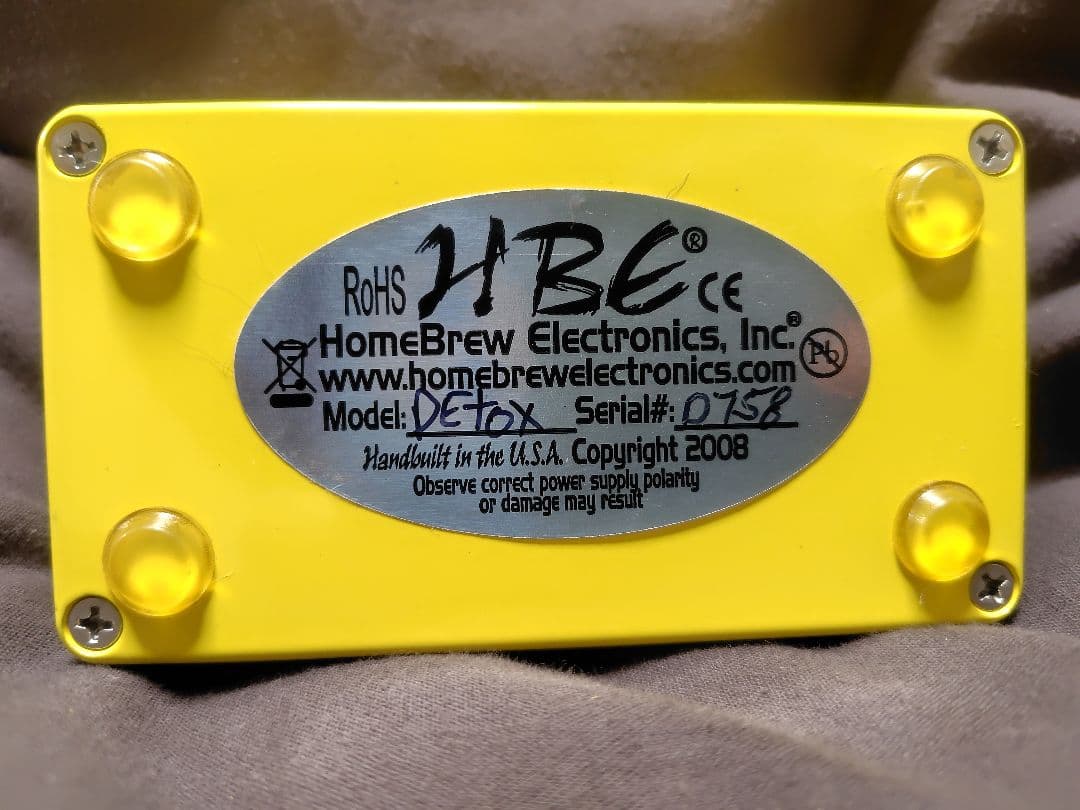 RoHS HBE® CE
HomeBrew Electronics, Inc.®
Pb
www.homebrewelectronics.com
Model: DETOX Serial#: D758
Handbuilt in the U.S.A. Copyright 2008
Observe correct power supply polarity
or damage may result